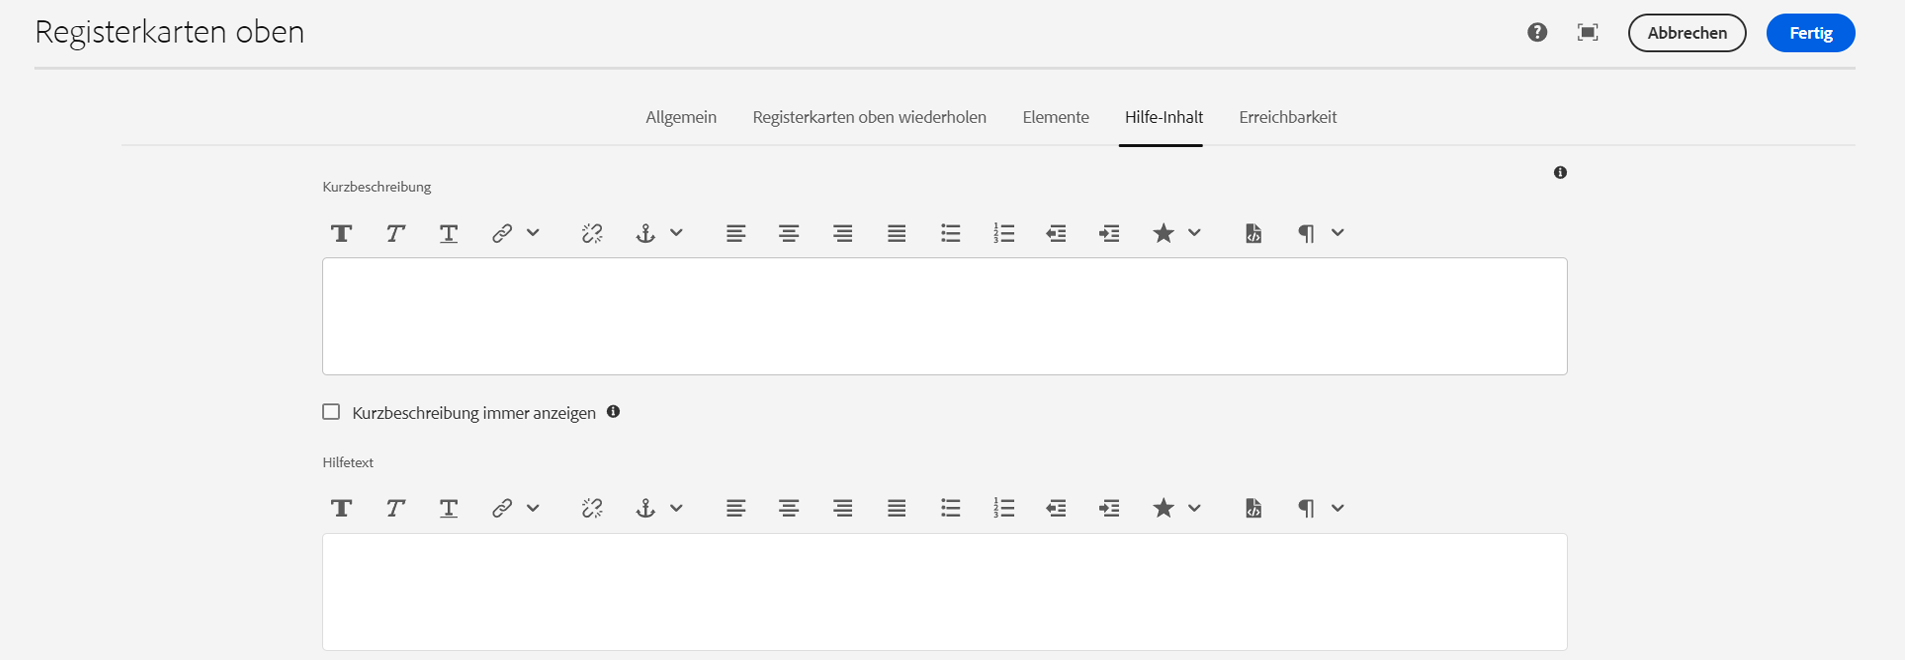 Registerkarten oben
Abbrechen
Fertig
Allgemein
Registerkarten oben wiederholen
Elemente
Hilfe-Inhalt
Erreichbarkeit
Kurzbeschreibung
Kurzbeschreibung immer anzeigen
Hilfetext